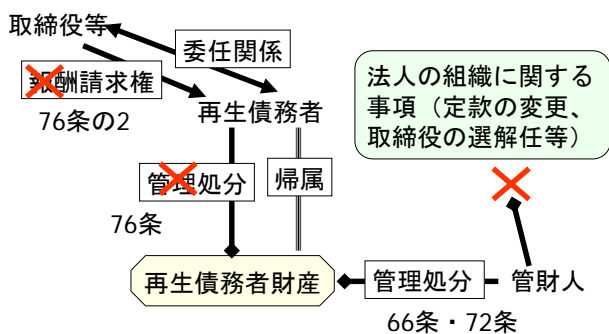 取締役等
委任関係
報酬請求権
76条の2
再生債務者
法人の組織に関する
事項（定款の変更、
取締役の選解任等）
管理処分
帰属
76条
再生債務者財産
管理処分
管財人
66条・72条